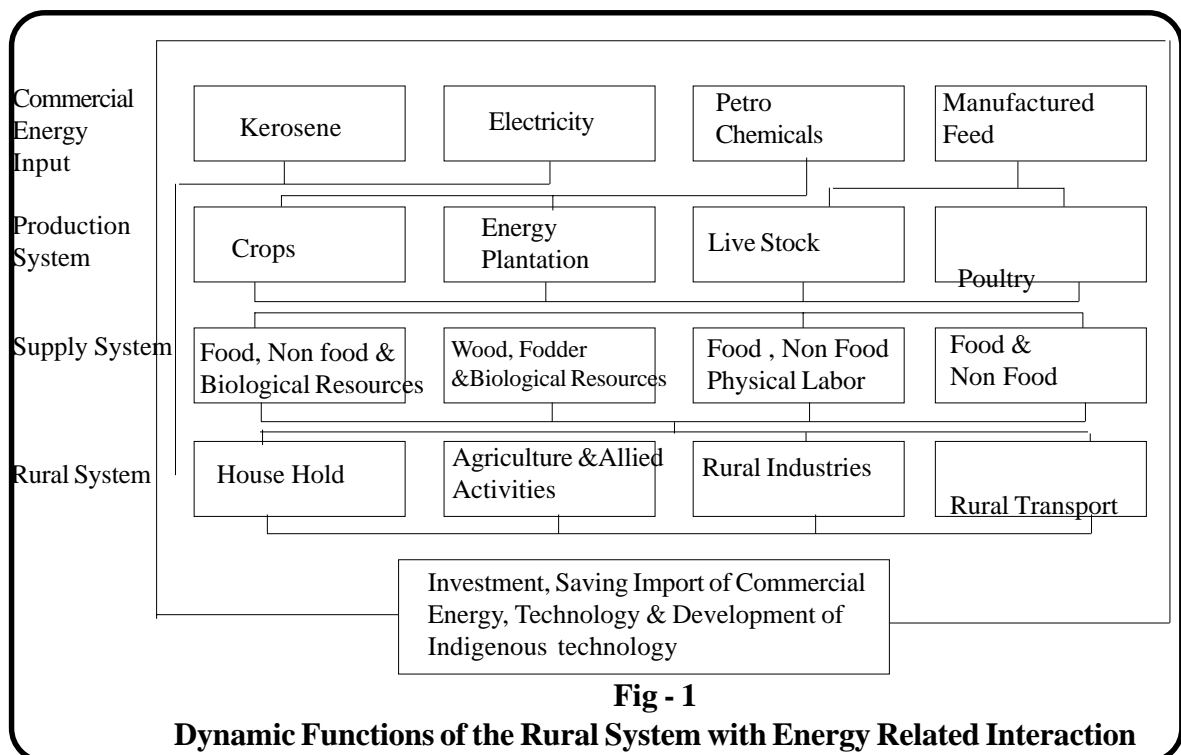 Commercial
Energy
Input
Kerosene
Electricity
Petro
Chemicals
Manufactured
Feed
Production
System
Crops
Energy
Plantation
Live Stock
Poultry
Supply System
Food, Non food &
Biological Resources
Wood, Fodder
&Biological Resources
Food , Non Food
Physical Labor
Food &
Non Food
Rural System
House Hold
Agriculture &Allied
Activities
Rural Industries
Rural Transport
Investment, Saving Import of Commercial
Energy, Technology & Development of
Indigenous technology
Fig - 1
Dynamic Functions of the Rural System with Energy Related Interaction